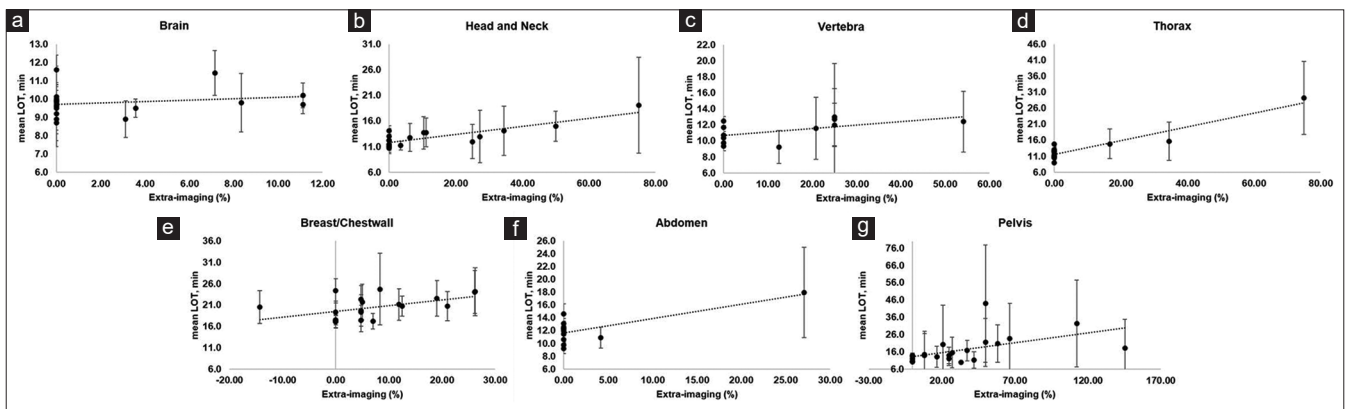 a
Brain
mean LOT, min
13.0
12.0
11.0
10.0
9.0
8.0
7.0
6.0
0.00 2.00 4.00 6.00 8.00 10.00 12.00
Extra-imaging (%)
b
Head and Neck
mean LOT, min
31.0
26.0
21.0
16.0
11.0
6.0
0.00 20.00 40.00 60.00 80.00
Extra-imaging (%)
c
Vertebra
mean LOT, min
22.0
20.0
18.0
16.0
14.0
12.0
10.0
8.0
6.0
0.00 10.00 20.00 30.00 40.00 50.00 60.00
Extra-imaging (%)
d
Thorax
mean LOT, min
46.0
41.0
36.0
31.0
26.0
21.0
16.0
11.0
6.0
0.00 20.00 40.00 60.00 80.00
Extra-imaging (%)
e
Breast/Chestwall
mean LOT, min
36.0
31.0
26.0
21.0
16.0
11.0
6.0
-20.00 -10.00 0.00 10.00 20.00 30.00
Extra-imaging (%)
f
Abdomen
mean LOT, min
26.0
24.0
22.0
20.0
18.0
16.0
14.0
12.0
10.0
8.0
6.0
0.00 5.00 10.00 15.00 20.00 25.00 30.00
Extra-imaging (%)
g
Pelvis
mean LOT, min
76.0
66.0
56.0
46.0
36.0
26.0
16.0
6.0
-30.00 20.00 70.00 120.00 170.00
Extra-imaging (%)